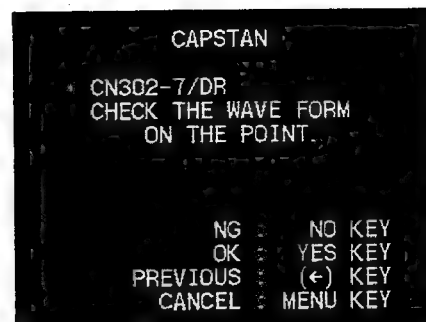 CAPSTAN
* CN302-7/DR
CHECK THE WAVE FORM
ON THE POINT.
NG : NO KEY
OK : YES KEY
PREVIOUS : (←) KEY
CANCEL : MENU KEY